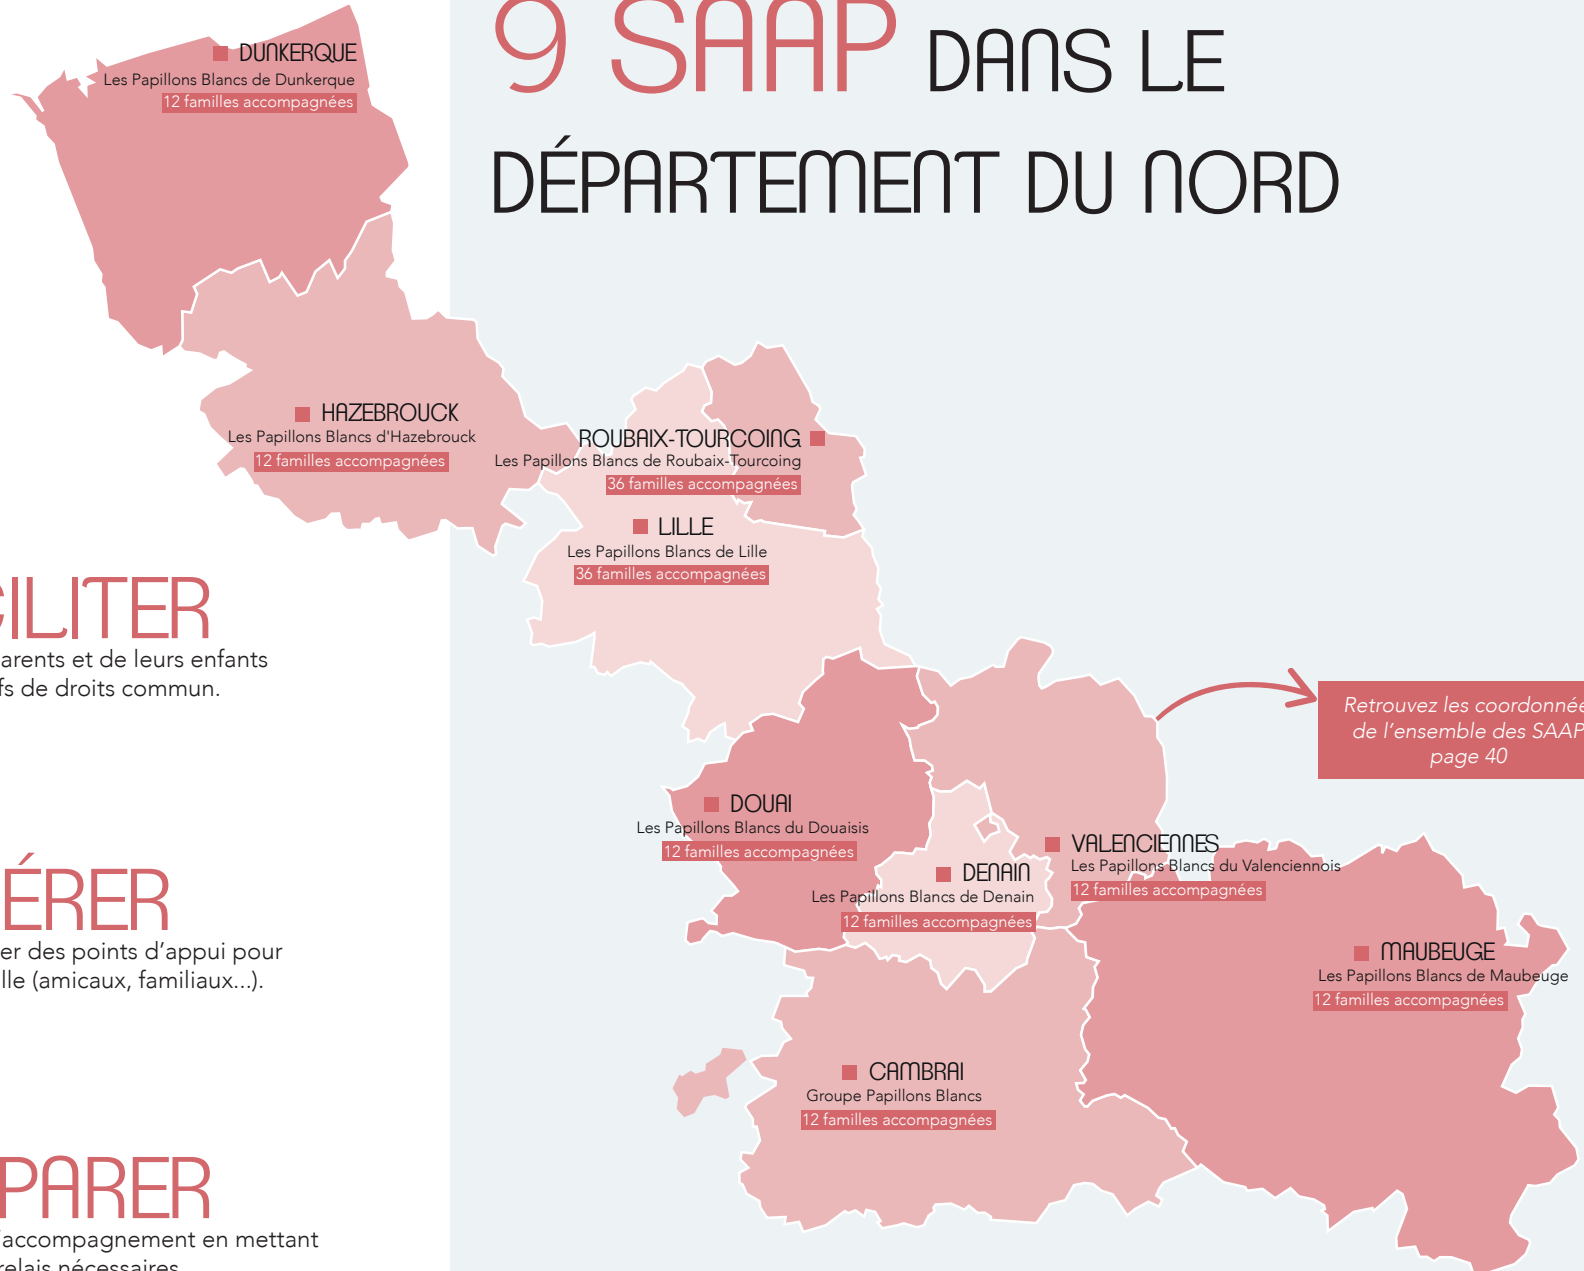 9 SAAP DANS LE
DÉPARTEMENT DU NORD
DUNKERQUE
Les Papillons Blancs de Dunkerque
12 familles accompagnées
HAZEBROUCK
Les Papillons Blancs d'Hazebrouck
12 familles accompagnées
ROUBAIX-TOURCOING
Les Papillons Blancs de Roubaix-Tourcoing
36 familles accompagnées
LILLE
Les Papillons Blancs de Lille
36 familles accompagnées
CILITER
arents et de leurs enfants
fs de droits commun.
Retrouvez les coordonnée
de l'ensemble des SAAP
page 40
DOUAI
Les Papillons Blancs du Douaisis
12 familles accompagnées
VALENCIENNES
Les Papillons Blancs du Valenciennois
12 familles accompagnées
DENAIN
Les Papillons Blancs de Denain
12 familles accompagnées
ÉRER
er des points d'appui pour
lle (amicaux, familiaux...).
MAUBEUGE
Les Papillons Blancs de Maubeuge
12 familles accompagnées
CAMBRAI
Groupe Papillons Blancs
12 familles accompagnées
PARER
'accompagnement en mettant
relais nécessaires